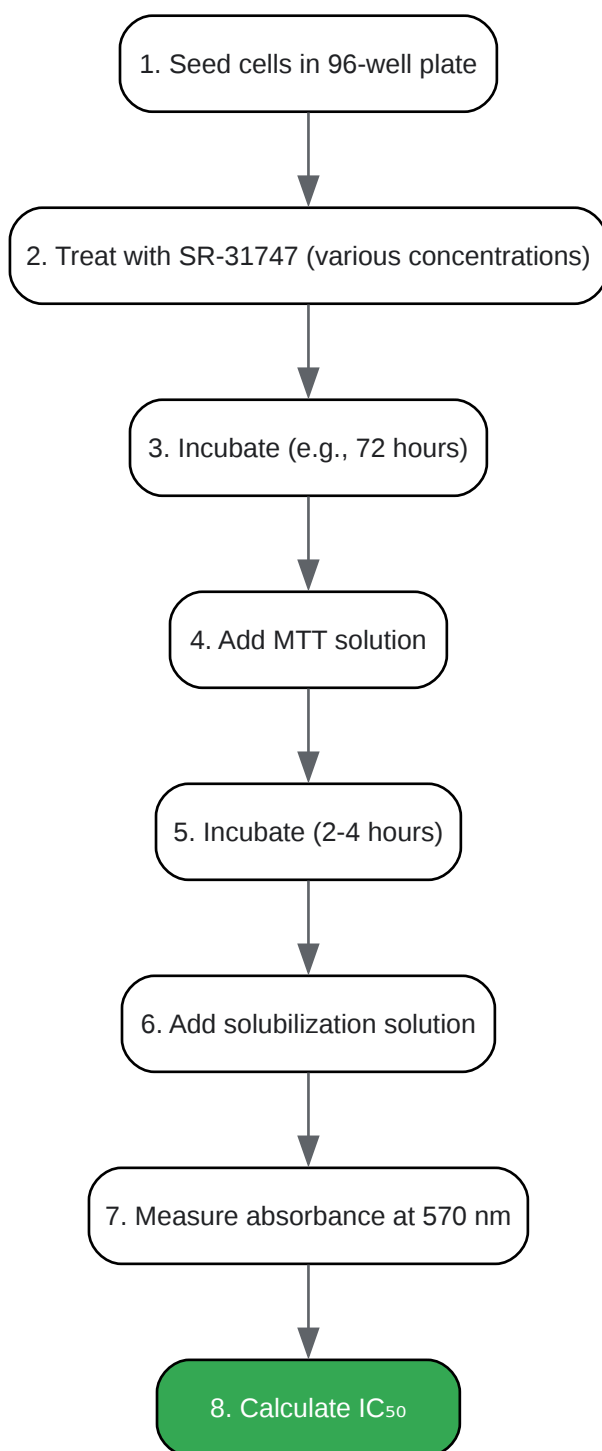 1. Seed cells in 96-well plate
2. Treat with SR-31747 (various concentrations)
3. Incubate (e.g., 72 hours)
4. Add MTT solution
5. Incubate (2-4 hours)
6. Add solubilization solution
7. Measure absorbance at 570 nm
8. Calculate IC₅₀